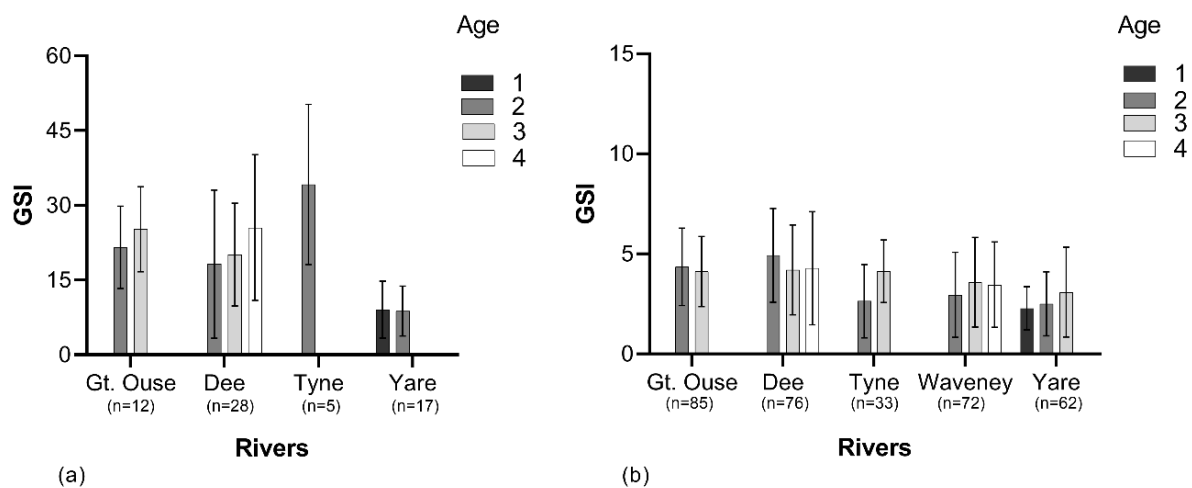 Age
1
2
3
4
60
45
30
15
0
GSI
Gt. Ouse Dee Tyne Yare
(n=12) (n=28) (n=5) (n=17)
Rivers
(a)
Age
1
2
3
4
15
10
5
0
GSI
Gt. Ouse Dee Tyne Waveney Yare
(n=85) (n=76) (n=33) (n=72) (n=62)
Rivers
(b)